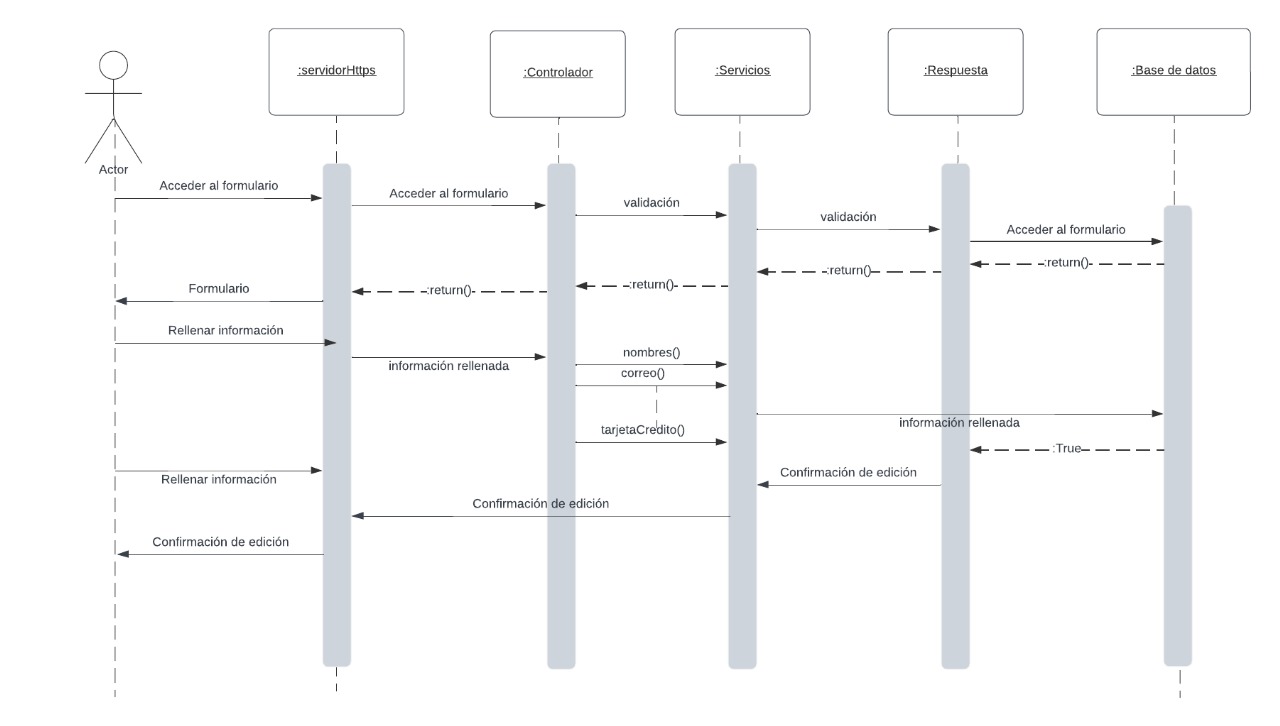 :servidorHttps
:Controlador
:Servicios
:Respuesta
:Base de datos
Actor
Acceder al formulario
Acceder al formulario
validación
validación
Acceder al formulario
:return()
:return()
:return()
:return()
Formulario
Rellenar información
información rellenada
nombres()
correo()
tarjetaCredito()
información rellenada
:True
Rellenar información
Confirmación de edición
Confirmación de edición
Confirmación de edición